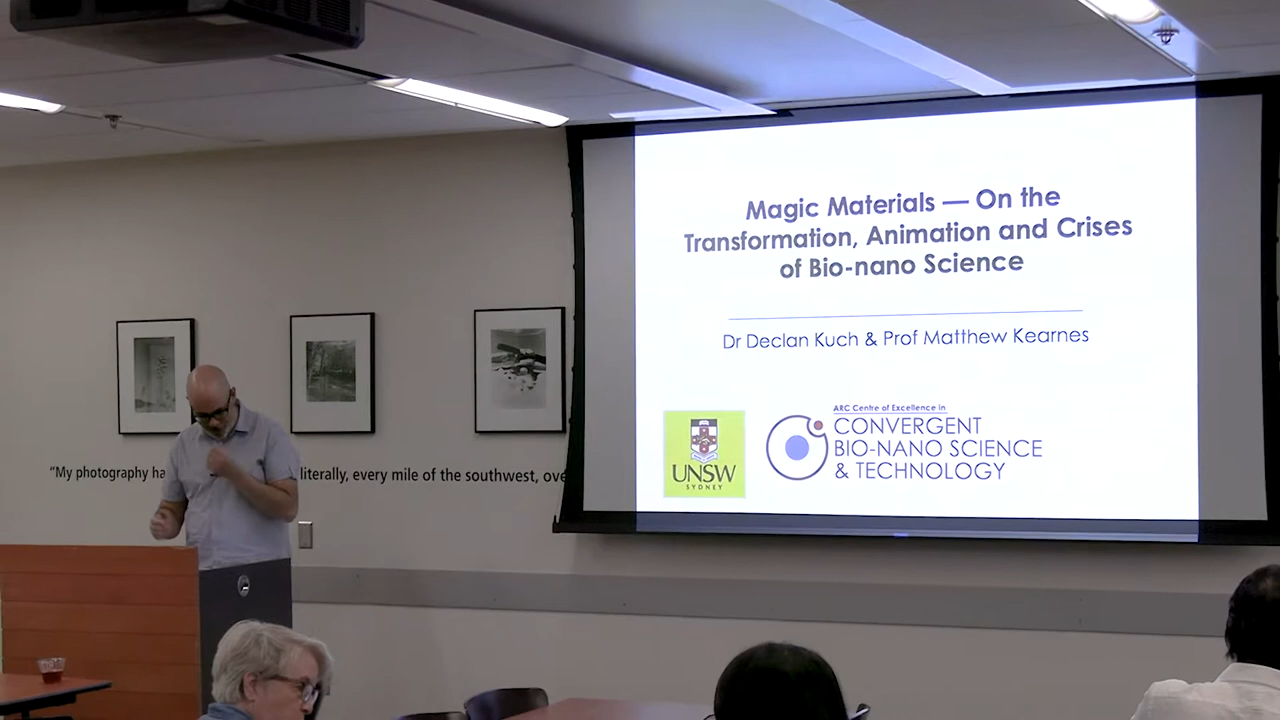 Magic Materials — On the
Transformation, Animation and Crises
of Bio-nano Science
Dr Declan Kuch & Prof Matthew Kearnes
UNSW
SYDNEY
ARC Centre of Excellence in
CONVERGENT
BIO-NANO SCIENCE
& TECHNOLOGY
"My photography ha literally, every mile of the southwest, ove